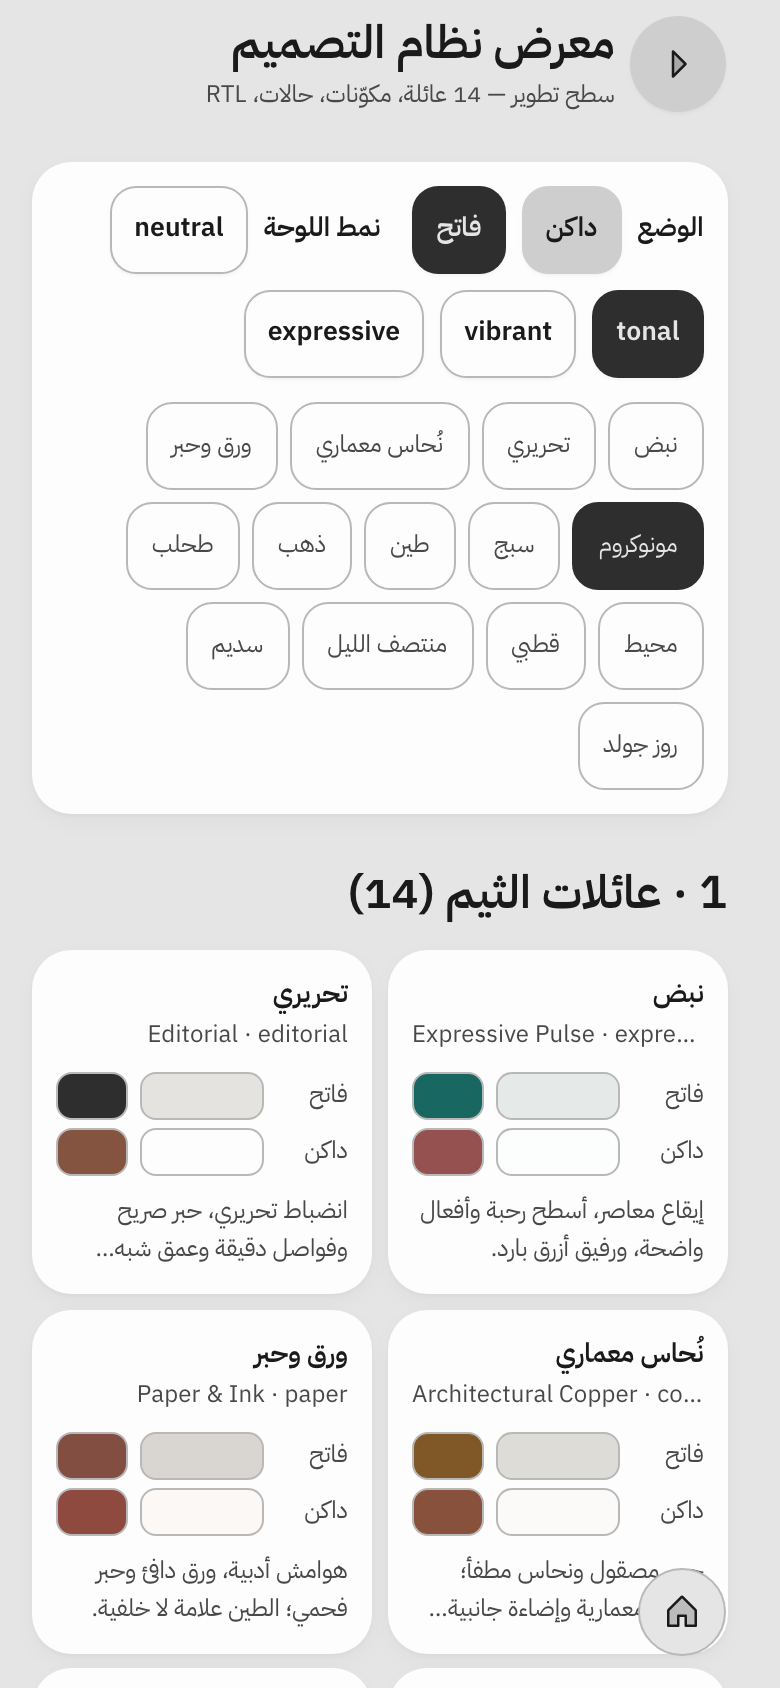 معرض نظام التصميم
سطح تطوير — 14 عائلة، مكوّنات، حالات، RTL
الوضع داكن فاتح نمط اللوحة neutral
tonal vibrant expressive
نبض تحريري نُحاس معماري ورق وحبر
مونوكروم سبج طين ذهب طحلب
محيط قطبي منتصف الليل سديم
روز جولد
1 · عائلات الثيم (14)
نبض
Expressive Pulse · expre...
فاتح
داكن
إيقاع معاصر، أسطح رحبة وأفعال
واضحة، ورفيق أزرق بارد.
تحريري
Editorial · editorial
فاتح
داكن
انضباط تحريري، حبر صريح
وفواصل دقيقة وعمق شبه...
نُحاس معماري
Architectural Copper · co...
فاتح
داكن
مصقول ونحاس مطفأ؛
معمارية وإضاءة جانبية...
ورق وحبر
Paper & Ink · paper
فاتح
داكن
هوامش أدبية، ورق دافئ وحبر
فحمي؛ الطين علامة لا خلفية.